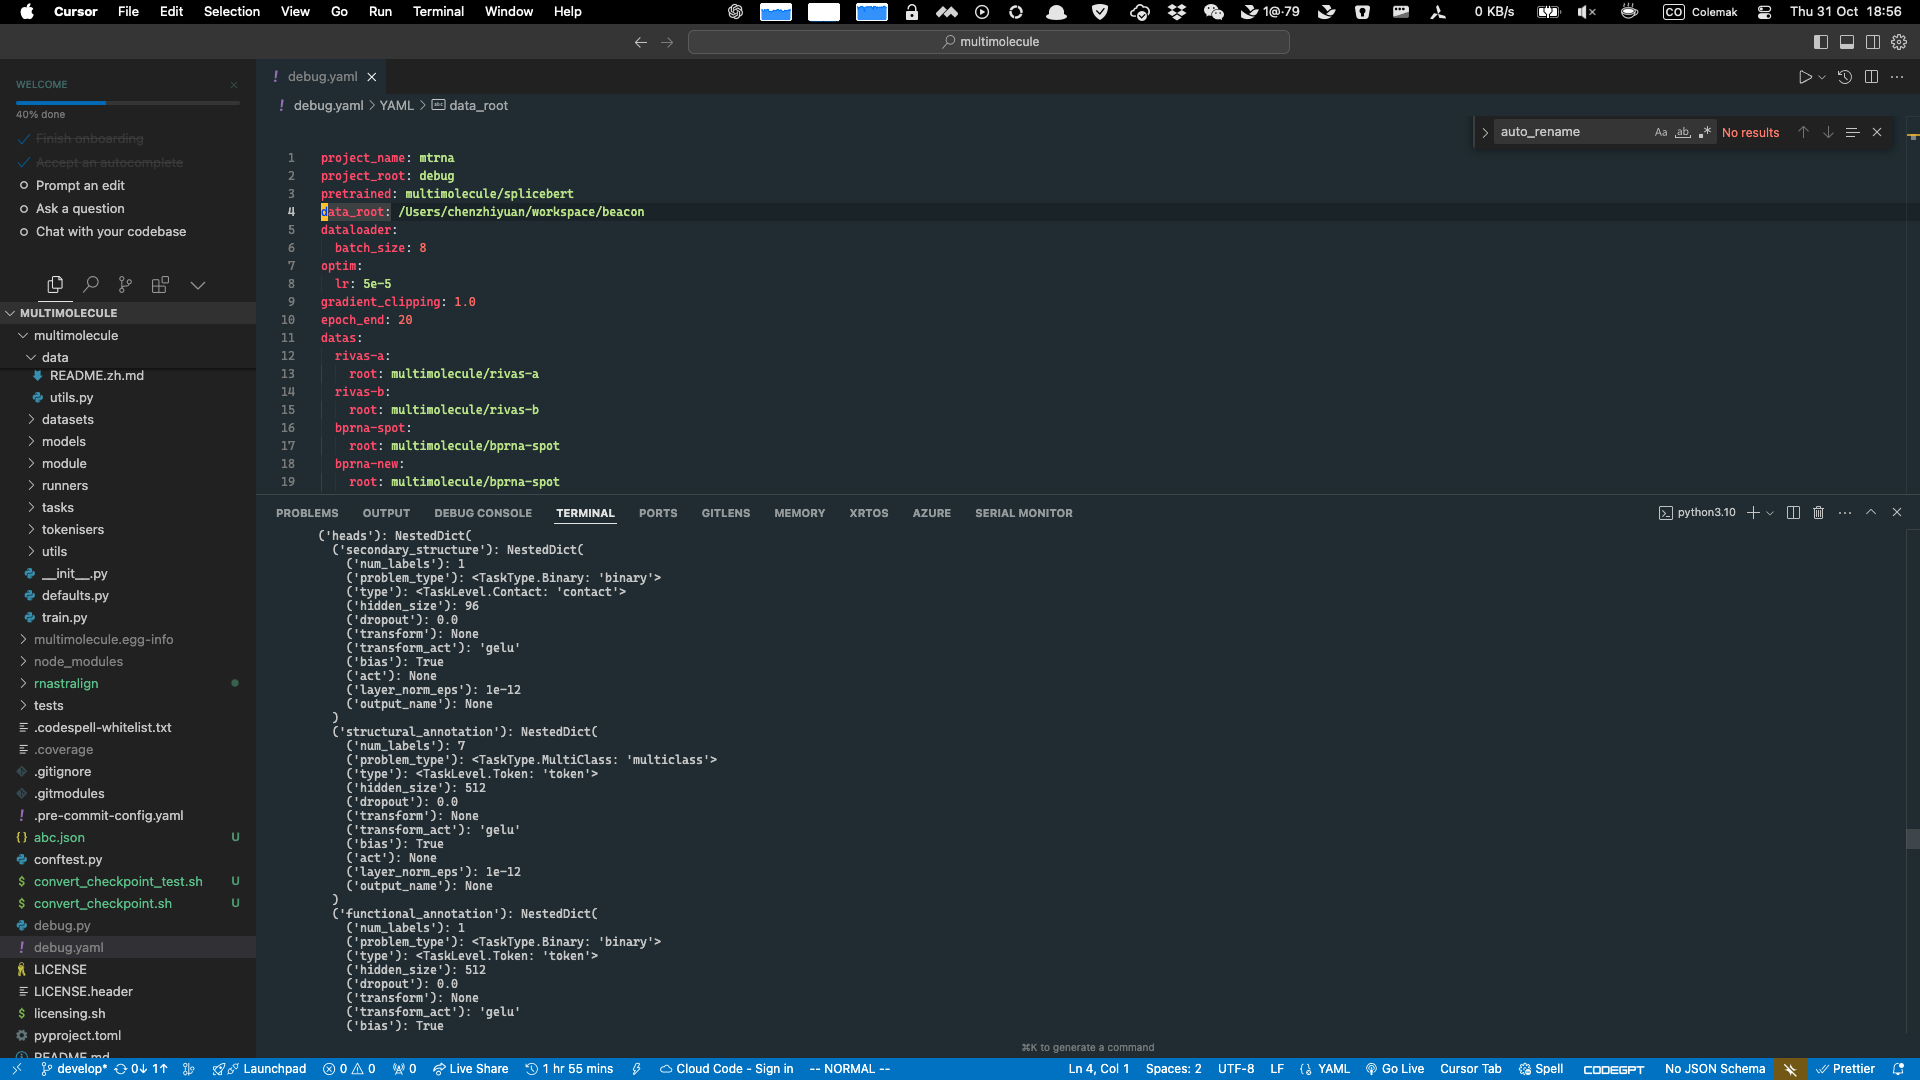 Cursor File Edit Selection View Go Run Terminal Window Help 1@·79 0 KB/s CO Colemak Thu 31 Oct 18:56
multimolecule
WELCOME
40% done
Finish onboarding
Accept an autocomplete
Prompt an edit
Ask a question
Chat with your codebase
MULTIMOLECULE
multimolecule
data
README.zh.md
utils.py
datasets
models
module
runners
tasks
tokenisers
utils
__init__.py
defaults.py
train.py
multimolecule.egg-info
node_modules
rnastralign
tests
.codespell-whitelist.txt
.coverage
.gitignore
.gitmodules
.pre-commit-config.yaml
abc.json U
conftest.py
convert_checkpoint_test.sh U
convert_checkpoint.sh U
debug.py
debug.yaml
LICENSE
LICENSE.header
licensing.sh
pyproject.toml
README.md
! debug.yaml
! debug.yaml > YAML > abc data_root
auto_rename Aa ab .* No results
1 project_name: mtrna
2 project_root: debug
3 pretrained: multimolecule/splicebert
4 data_root: /Users/chenzhiyuan/workspace/beacon
5 dataloader:
6 batch_size: 8
7 optim:
8 lr: 5e-5
9 gradient_clipping: 1.0
10 epoch_end: 20
11 datas:
12 rivas-a:
13 root: multimolecule/rivas-a
14 rivas-b:
15 root: multimolecule/rivas-b
16 bprna-spot:
17 root: multimolecule/bprna-spot
18 bprna-new:
19 root: multimolecule/bprna-spot
PROBLEMS OUTPUT DEBUG CONSOLE TERMINAL PORTS GITLENS MEMORY XRTOS AZURE SERIAL MONITOR python3.10
('heads'): NestedDict(
('secondary_structure'): NestedDict(
('num_labels'): 1
('problem_type'): <TaskType.Binary: 'binary'>
('type'): <TaskLevel.Contact: 'contact'>
('hidden_size'): 96
('dropout'): 0.0
('transform'): None
('transform_act'): 'gelu'
('bias'): True
('act'): None
('layer_norm_eps'): 1e-12
('output_name'): None
)
('structural_annotation'): NestedDict(
('num_labels'): 7
('problem_type'): <TaskType.MultiClass: 'multiclass'>
('type'): <TaskLevel.Token: 'token'>
('hidden_size'): 512
('dropout'): 0.0
('transform'): None
('transform_act'): 'gelu'
('bias'): True
('act'): None
('layer_norm_eps'): 1e-12
('output_name'): None
)
('functional_annotation'): NestedDict(
('num_labels'): 1
('problem_type'): <TaskType.Binary: 'binary'>
('type'): <TaskLevel.Token: 'token'>
('hidden_size'): 512
('dropout'): 0.0
('transform'): None
('transform_act'): 'gelu'
('bias'): True
⌘K to generate a command
develop* 0↓ 1↑ Launchpad 0 0 0 Live Share 1 hr 55 mins Cloud Code - Sign in -- NORMAL -- Ln 4, Col 1 Spaces: 2 UTF-8 LF YAML Go Live Cursor Tab Spell CODEGPT No JSON Schema Prettier